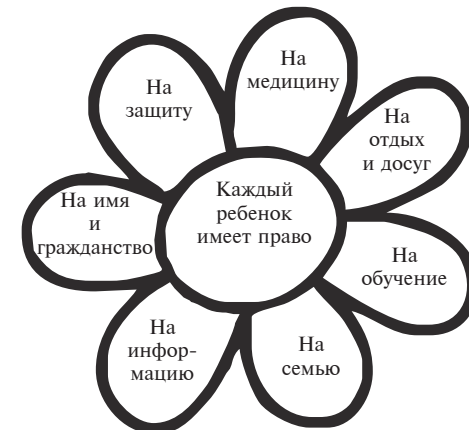 Каждый
ребенок
имеет право
На
медицину
На
отдых
и досуг
На
обучение
На
семью
На
инфор-
мацию
На имя
и
гражданство
На
защиту